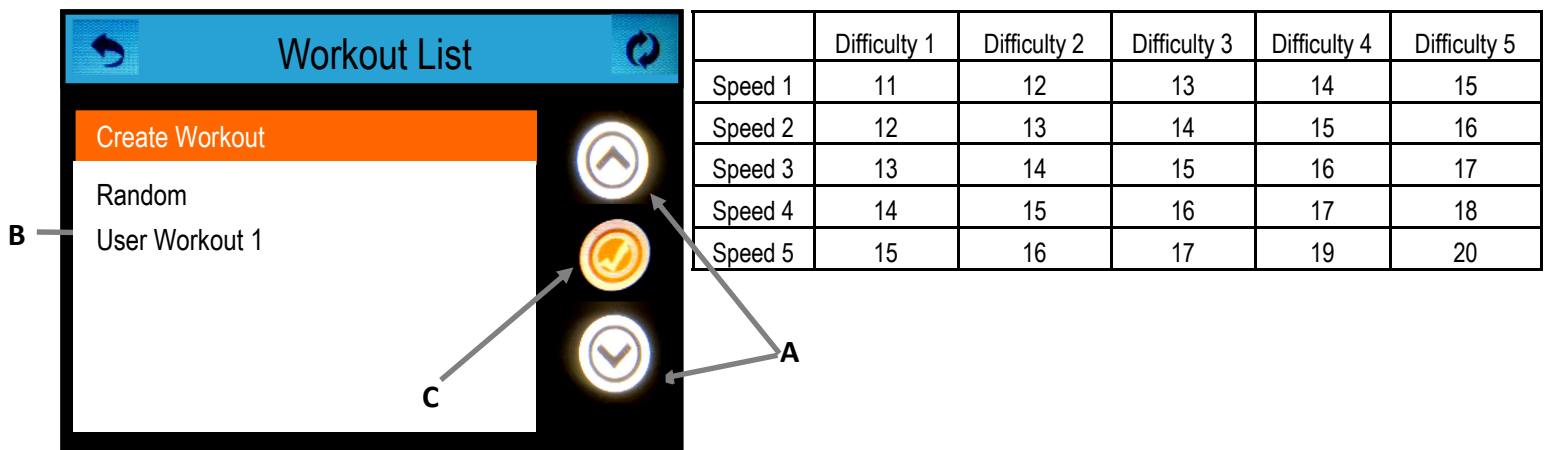 Workout List
Create Workout
Random
User Workout 1
A
B
C
Difficulty 1 Difficulty 2 Difficulty 3 Difficulty 4 Difficulty 5
Speed 1 11 12 13 14 15
Speed 2 12 13 14 15 16
Speed 3 13 14 15 16 17
Speed 4 14 15 16 17 18
Speed 5 15 16 17 19 20